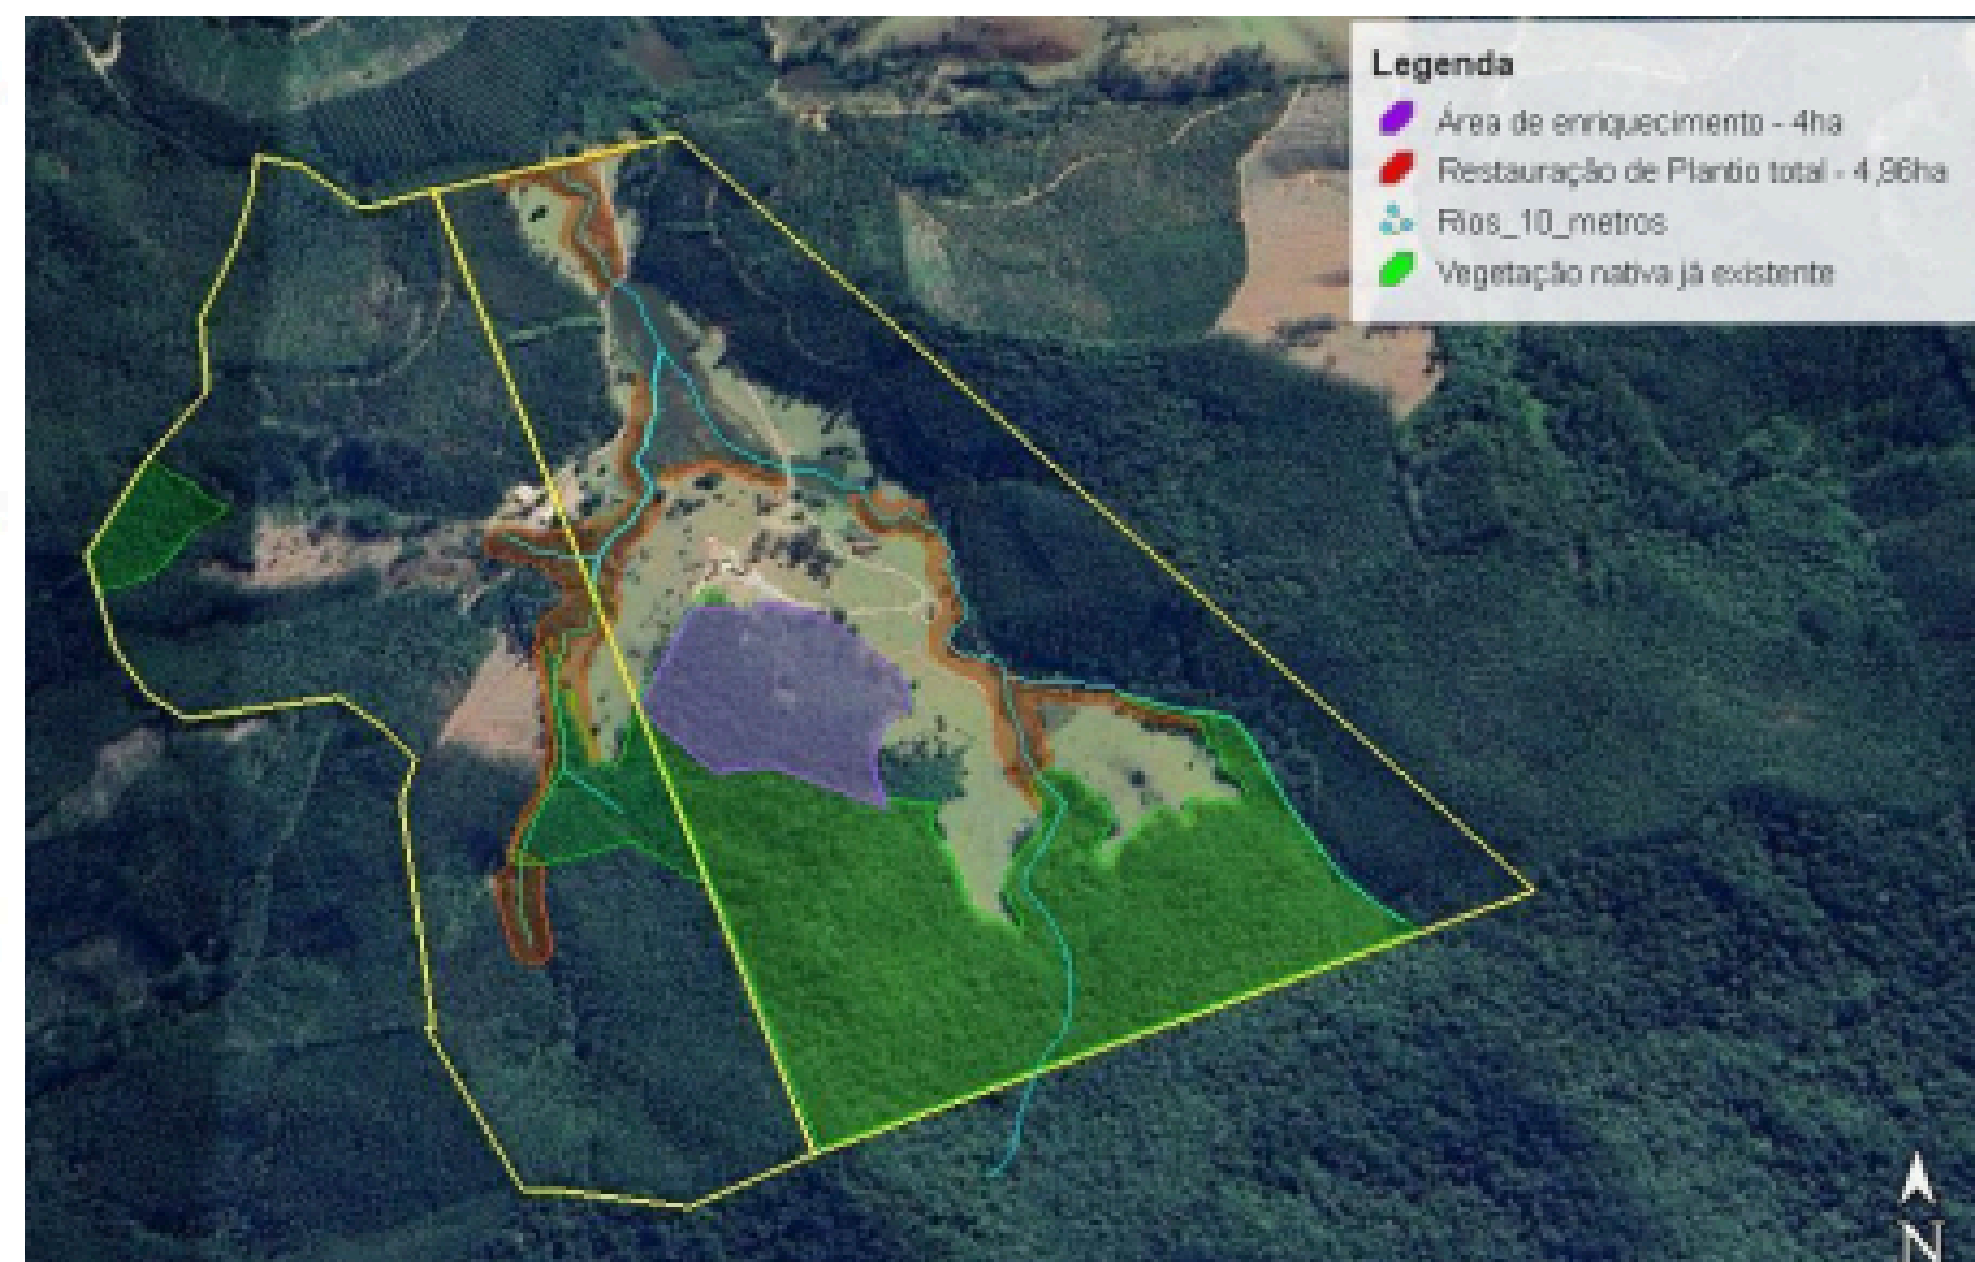 Legenda
Área de enriquecimento - 4ha
Restauração de Plantio total - 4,96ha
Rios_10_metros
Vegetação nativa já existente
N